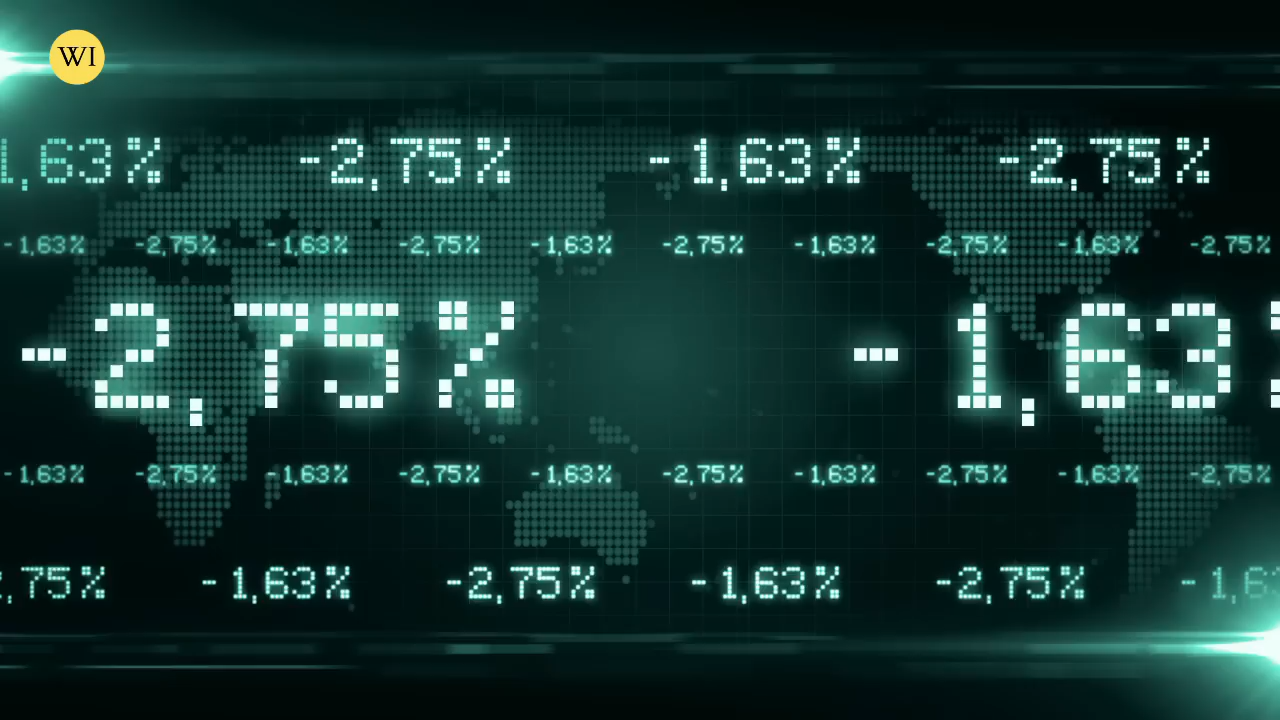 WI
1,63% -2,75% -1,63% -2,75%
-1,63% -2,75% -1,63% -2,75% -1,63% -2,75% -1,63% -2,75% -1,63% -2,75%
-2,75% -1,63%
-1,63% -2,75% -1,63% -2,75% -1,63% -2,75% -1,63% -2,75% -1,63% -2,75%
,75% -1,63% -2,75% -1,63% -2,75% -1,63